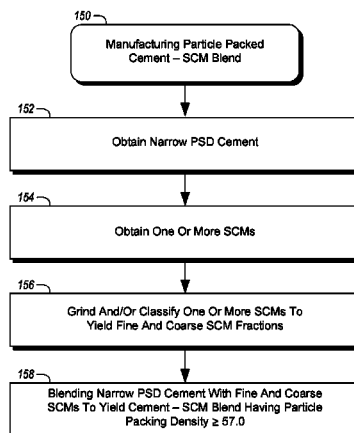 150
Manufacturing Particle Packed
Cement – SCM Blend
152
Obtain Narrow PSD Cement
154
Obtain One Or More SCMs
156
Grind And/Or Classify One Or More SCMs To
Yield Fine And Coarse SCM Fractions
158
Blending Narrow PSD Cement With Fine And Coarse
SCMs To Yield Cement – SCM Blend Having Particle
Packing Density ≥ 57.0